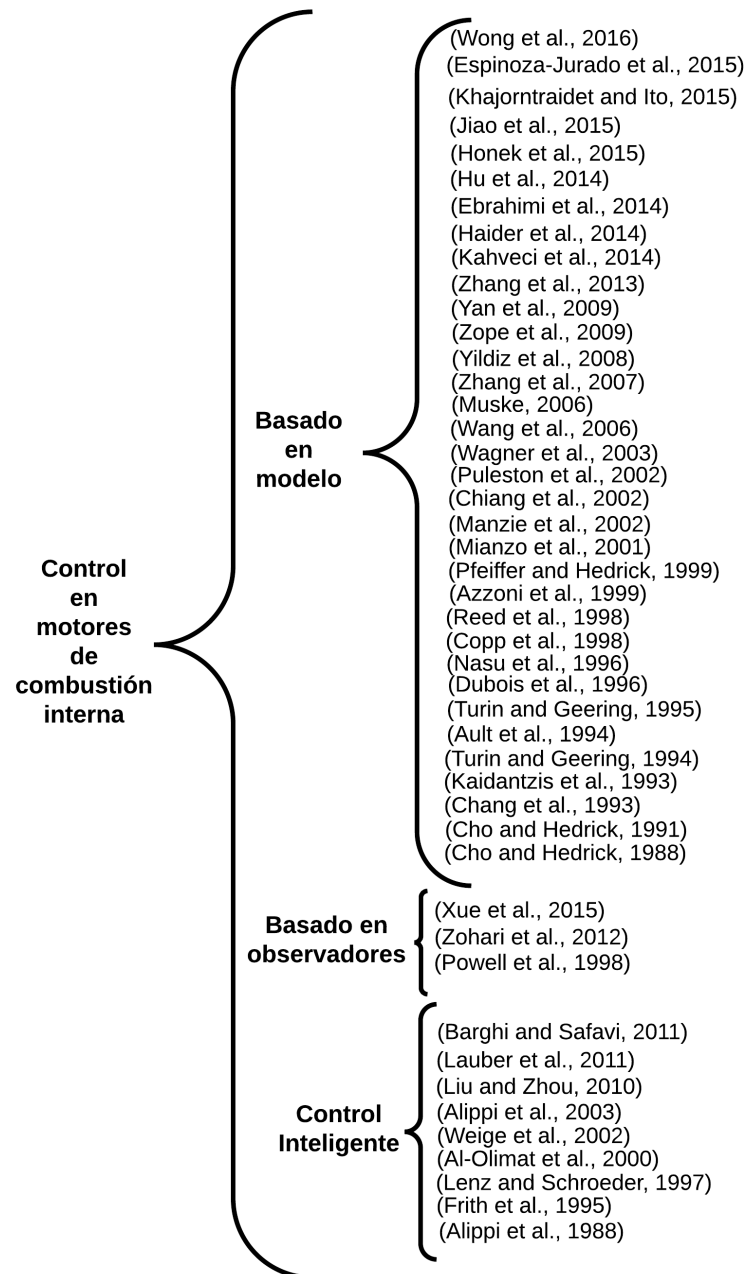 Control
en
motores
de
combustión
interna
Basado
en
modelo
(Wong et al., 2016)
(Espinoza-Jurado et al., 2015)
(Khajorntraidet and Ito, 2015)
(Jiao et al., 2015)
(Honek et al., 2015)
(Hu et al., 2014)
(Ebrahimi et al., 2014)
(Haider et al., 2014)
(Kahveci et al., 2014)
(Zhang et al., 2013)
(Yan et al., 2009)
(Zope et al., 2009)
(Yildiz et al., 2008)
(Zhang et al., 2007)
(Muske, 2006)
(Wang et al., 2006)
(Wagner et al., 2003)
(Puleston et al., 2002)
(Chiang et al., 2002)
(Manzie et al., 2002)
(Mianzo et al., 2001)
(Pfeiffer and Hedrick, 1999)
(Azzoni et al., 1999)
(Reed et al., 1998)
(Copp et al., 1998)
(Nasu et al., 1996)
(Dubois et al., 1996)
(Turin and Geering, 1995)
(Ault et al., 1994)
(Turin and Geering, 1994)
(Kaidantzis et al., 1993)
(Chang et al., 1993)
(Cho and Hedrick, 1991)
(Cho and Hedrick, 1988)
Basado en
observadores
(Xue et al., 2015)
(Zohari et al., 2012)
(Powell et al., 1998)
Control
Inteligente
(Barghi and Safavi, 2011)
(Lauber et al., 2011)
(Liu and Zhou, 2010)
(Alippi et al., 2003)
(Weige et al., 2002)
(Al-Olimat et al., 2000)
(Lenz and Schroeder, 1997)
(Frith et al., 1995)
(Alippi et al., 1988)